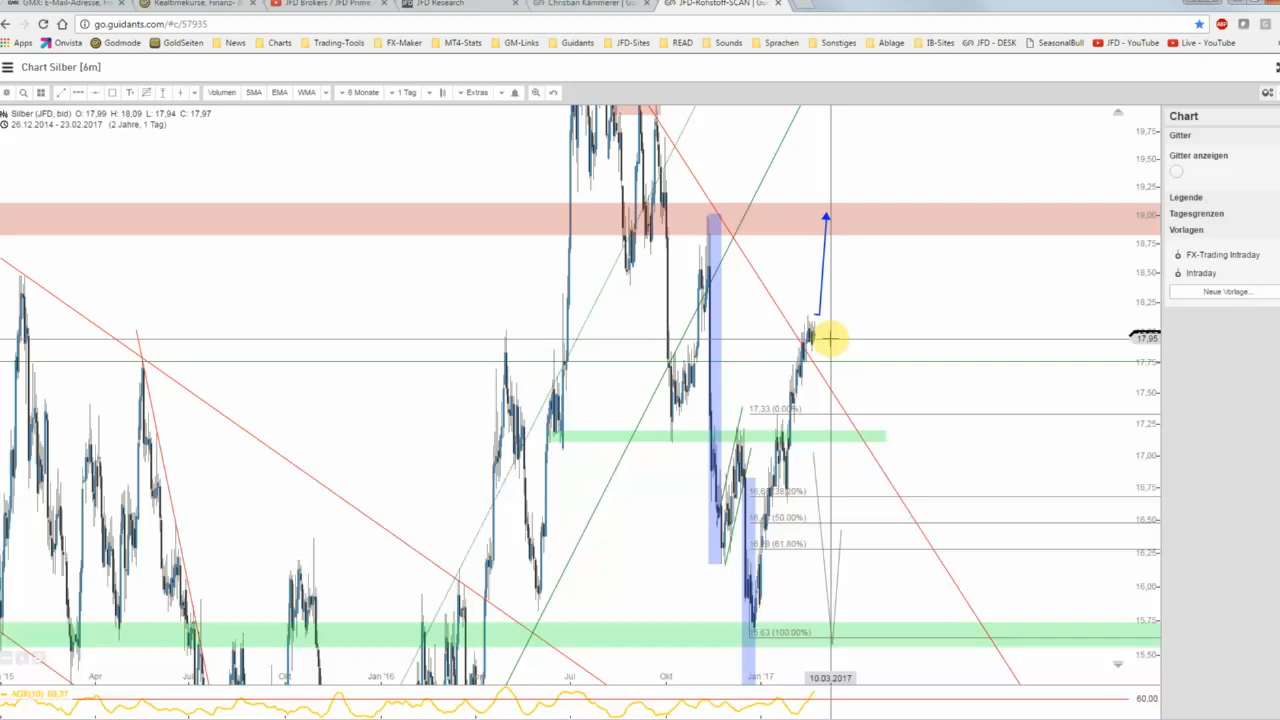 GMX: E-Mail-Adresse, F
Realtimekurse, Finanz- &
JFD Brokers / JFD Prime
JFD Research
Christian Kämmerer | Gu
JFD-Rohstoff-SCAN | Gui
go.guidants.com/#c/57935
Apps Onvista Godmode GoldSeiten News Charts Trading-Tools FX-Maker MT4-Stats GM-Links Guidants JFD-Sites READ Sounds Sprachen Sonstiges Ablage IB-Sites JFD - DESK SeasonalBull JFD - YouTube Live - YouTube
Chart Silber [6m]
Volumen SMA EMA WMA 6 Monate 1 Tag Extras
Silber (JFD, bid) O: 17,99 H: 18,09 L: 17,94 C: 17,97
26.12.2014 - 23.02.2017 (2 Jahre, 1 Tag)
Chart
Gitter
Gitter anzeigen
Legende
Tagesgrenzen
Vorlagen
FX-Trading Intraday
Intraday
Neue Vorlage...
19,75
19,50
19,25
19,00
18,75
18,50
18,25
17,95
17,75
17,50
17,33 (0.00%)
17,25
17,00
16,75
(38.20%)
16,50
(50.00%)
(61.80%)
16,25
16,00
15,75
15,63 (100.00%)
15,50
'15 Apr Jul Okt Jan '16 Jul Okt Jan '17 10.03.2017
ADX(10)
60,00